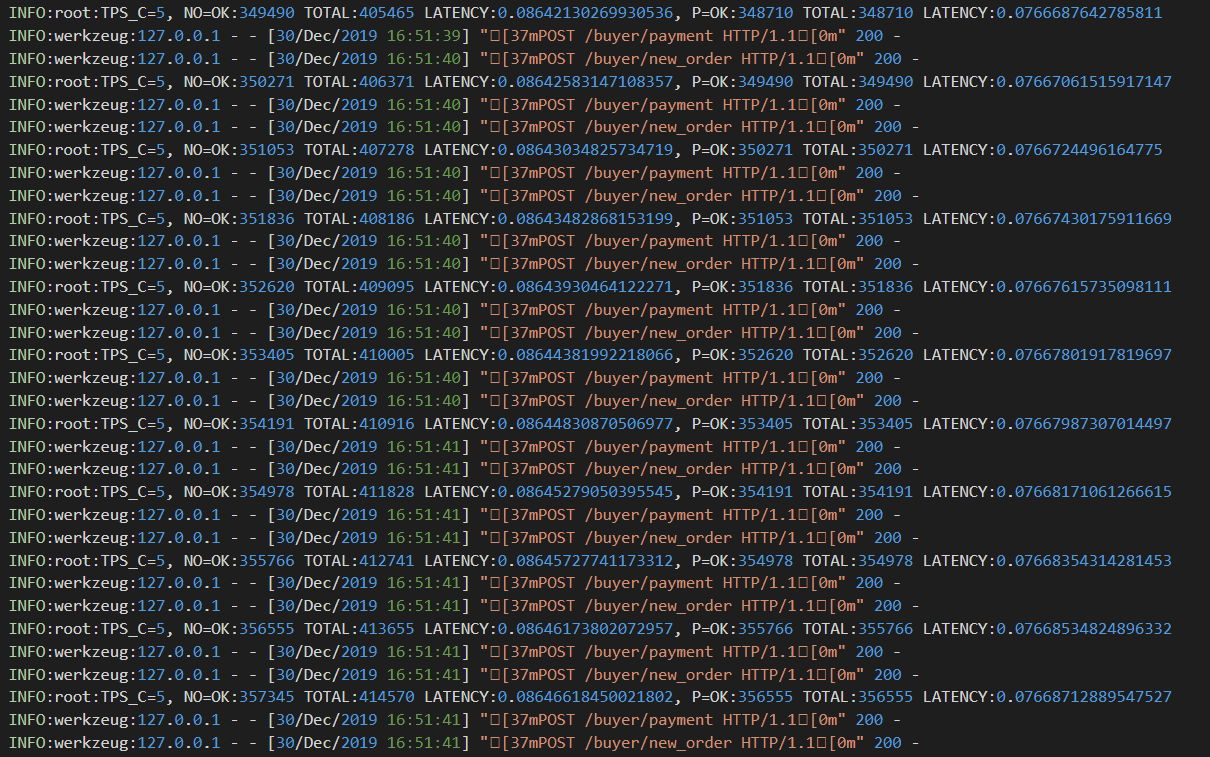 INFO:root:TPS_C=5, NO=OK:349490 TOTAL:405465 LATENCY:0.08642130269930536, P=OK:348710 TOTAL:348710 LATENCY:0.0766687642785811
INFO:werkzeug:127.0.0.1 - - [30/Dec/2019 16:51:39] "□[37mPOST /buyer/payment HTTP/1.1□[0m" 200 -
INFO:werkzeug:127.0.0.1 - - [30/Dec/2019 16:51:40] "□[37mPOST /buyer/new_order HTTP/1.1□[0m" 200 -
INFO:root:TPS_C=5, NO=OK:350271 TOTAL:406371 LATENCY:0.08642583147108357, P=OK:349490 TOTAL:349490 LATENCY:0.07667061515917147
INFO:werkzeug:127.0.0.1 - - [30/Dec/2019 16:51:40] "□[37mPOST /buyer/payment HTTP/1.1□[0m" 200 -
INFO:werkzeug:127.0.0.1 - - [30/Dec/2019 16:51:40] "□[37mPOST /buyer/new_order HTTP/1.1□[0m" 200 -
INFO:root:TPS_C=5, NO=OK:351053 TOTAL:407278 LATENCY:0.08643034825734719, P=OK:350271 TOTAL:350271 LATENCY:0.0766724496164775
INFO:werkzeug:127.0.0.1 - - [30/Dec/2019 16:51:40] "□[37mPOST /buyer/payment HTTP/1.1□[0m" 200 -
INFO:werkzeug:127.0.0.1 - - [30/Dec/2019 16:51:40] "□[37mPOST /buyer/new_order HTTP/1.1□[0m" 200 -
INFO:root:TPS_C=5, NO=OK:351836 TOTAL:408186 LATENCY:0.08643482868153199, P=OK:351053 TOTAL:351053 LATENCY:0.07667430175911669
INFO:werkzeug:127.0.0.1 - - [30/Dec/2019 16:51:40] "□[37mPOST /buyer/payment HTTP/1.1□[0m" 200 -
INFO:werkzeug:127.0.0.1 - - [30/Dec/2019 16:51:40] "□[37mPOST /buyer/new_order HTTP/1.1□[0m" 200 -
INFO:root:TPS_C=5, NO=OK:352620 TOTAL:409095 LATENCY:0.08643930464122271, P=OK:351836 TOTAL:351836 LATENCY:0.07667615735098111
INFO:werkzeug:127.0.0.1 - - [30/Dec/2019 16:51:40] "□[37mPOST /buyer/payment HTTP/1.1□[0m" 200 -
INFO:werkzeug:127.0.0.1 - - [30/Dec/2019 16:51:40] "□[37mPOST /buyer/new_order HTTP/1.1□[0m" 200 -
INFO:root:TPS_C=5, NO=OK:353405 TOTAL:410005 LATENCY:0.08644381992218066, P=OK:352620 TOTAL:352620 LATENCY:0.07667801917819697
INFO:werkzeug:127.0.0.1 - - [30/Dec/2019 16:51:40] "□[37mPOST /buyer/payment HTTP/1.1□[0m" 200 -
INFO:werkzeug:127.0.0.1 - - [30/Dec/2019 16:51:40] "□[37mPOST /buyer/new_order HTTP/1.1□[0m" 200 -
INFO:root:TPS_C=5, NO=OK:354191 TOTAL:410916 LATENCY:0.08644830870506977, P=OK:353405 TOTAL:353405 LATENCY:0.07667987307014497
INFO:werkzeug:127.0.0.1 - - [30/Dec/2019 16:51:41] "□[37mPOST /buyer/payment HTTP/1.1□[0m" 200 -
INFO:werkzeug:127.0.0.1 - - [30/Dec/2019 16:51:41] "□[37mPOST /buyer/new_order HTTP/1.1□[0m" 200 -
INFO:root:TPS_C=5, NO=OK:354978 TOTAL:411828 LATENCY:0.08645279050395545, P=OK:354191 TOTAL:354191 LATENCY:0.07668171061266615
INFO:werkzeug:127.0.0.1 - - [30/Dec/2019 16:51:41] "□[37mPOST /buyer/payment HTTP/1.1□[0m" 200 -
INFO:werkzeug:127.0.0.1 - - [30/Dec/2019 16:51:41] "□[37mPOST /buyer/new_order HTTP/1.1□[0m" 200 -
INFO:root:TPS_C=5, NO=OK:355766 TOTAL:412741 LATENCY:0.08645727741173312, P=OK:354978 TOTAL:354978 LATENCY:0.07668354314281453
INFO:werkzeug:127.0.0.1 - - [30/Dec/2019 16:51:41] "□[37mPOST /buyer/payment HTTP/1.1□[0m" 200 -
INFO:werkzeug:127.0.0.1 - - [30/Dec/2019 16:51:41] "□[37mPOST /buyer/new_order HTTP/1.1□[0m" 200 -
INFO:root:TPS_C=5, NO=OK:356555 TOTAL:413655 LATENCY:0.08646173802072957, P=OK:355766 TOTAL:355766 LATENCY:0.07668534824896332
INFO:werkzeug:127.0.0.1 - - [30/Dec/2019 16:51:41] "□[37mPOST /buyer/payment HTTP/1.1□[0m" 200 -
INFO:werkzeug:127.0.0.1 - - [30/Dec/2019 16:51:41] "□[37mPOST /buyer/new_order HTTP/1.1□[0m" 200 -
INFO:root:TPS_C=5, NO=OK:357345 TOTAL:414570 LATENCY:0.08646618450021802, P=OK:356555 TOTAL:356555 LATENCY:0.07668712889547527
INFO:werkzeug:127.0.0.1 - - [30/Dec/2019 16:51:41] "□[37mPOST /buyer/payment HTTP/1.1□[0m" 200 -
INFO:werkzeug:127.0.0.1 - - [30/Dec/2019 16:51:41] "□[37mPOST /buyer/new_order HTTP/1.1□[0m" 200 -